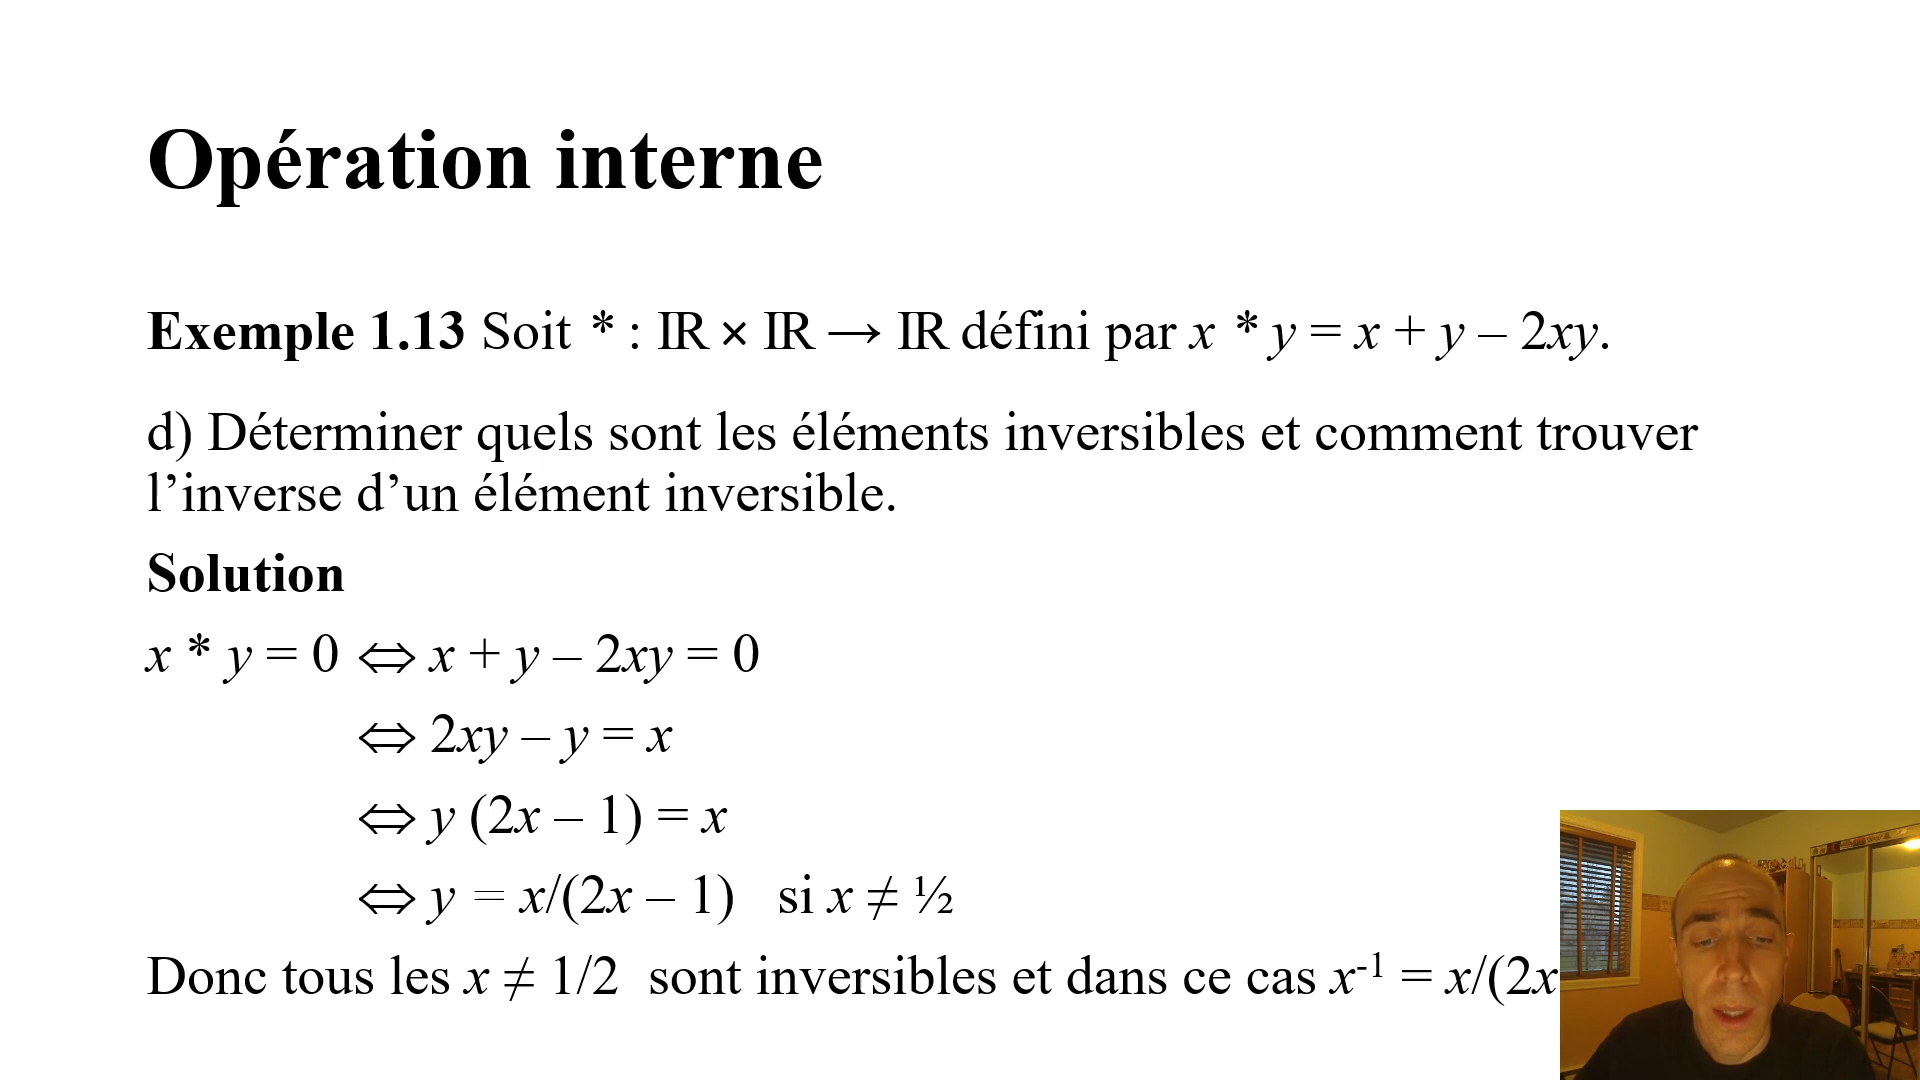 Opération interne
Exemple 1.13 Soit * : IR × IR → IR défini par x * y = x + y – 2xy.
d) Déterminer quels sont les éléments inversibles et comment trouver
l’inverse d’un élément inversible.
Solution
x * y = 0 ⇔ x + y – 2xy = 0
⇔ 2xy – y = x
⇔ y (2x – 1) = x
⇔ y = x/(2x – 1) si x ≠ ½
Donc tous les x ≠ 1/2 sont inversibles et dans ce cas x⁻¹ = x/(2x